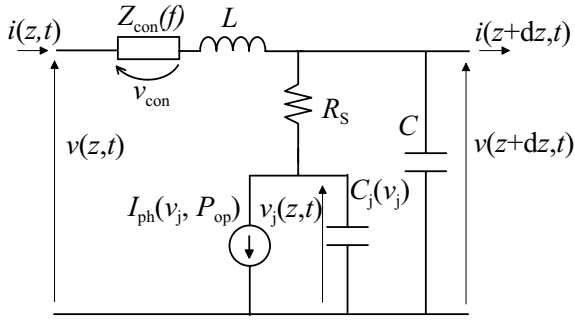 Z_con(f)
L
i(z,t)
i(z+dz,t)
v_con
R_S
C
v(z,t)
v(z+dz,t)
C_j(v_j)
I_ph(v_j, P_op)
v_j(z,t)